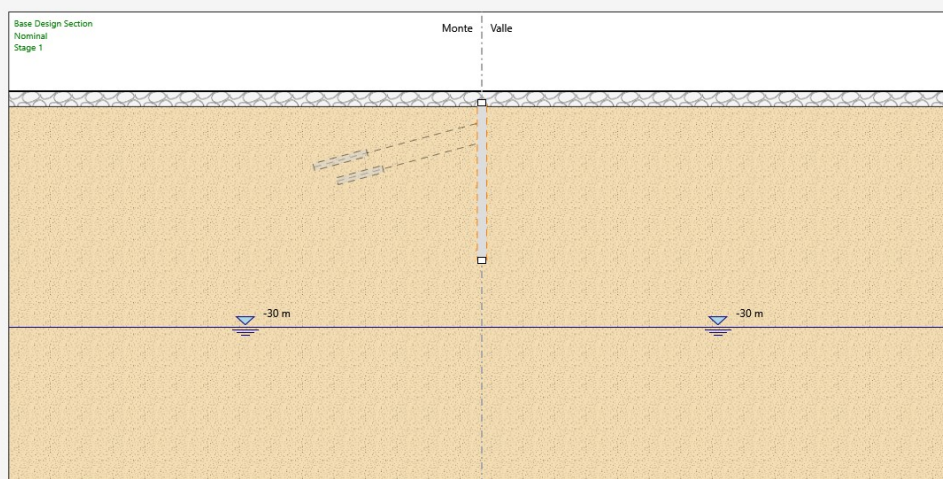 Base Design Section
Nominal
Stage 1
Monte
Valle
-30 m
-30 m